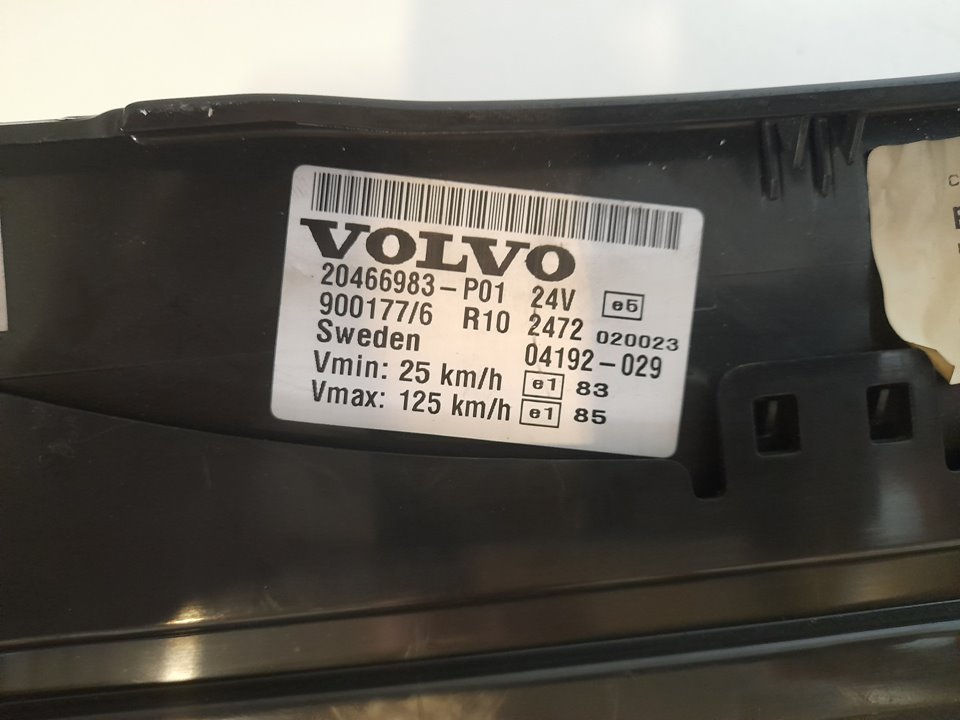 VOLVO
20466983-P01 24V e5
900177/6 R10 2472 020023
Sweden 04192-029
Vmin: 25 km/h e1 83
Vmax: 125 km/h e1 85